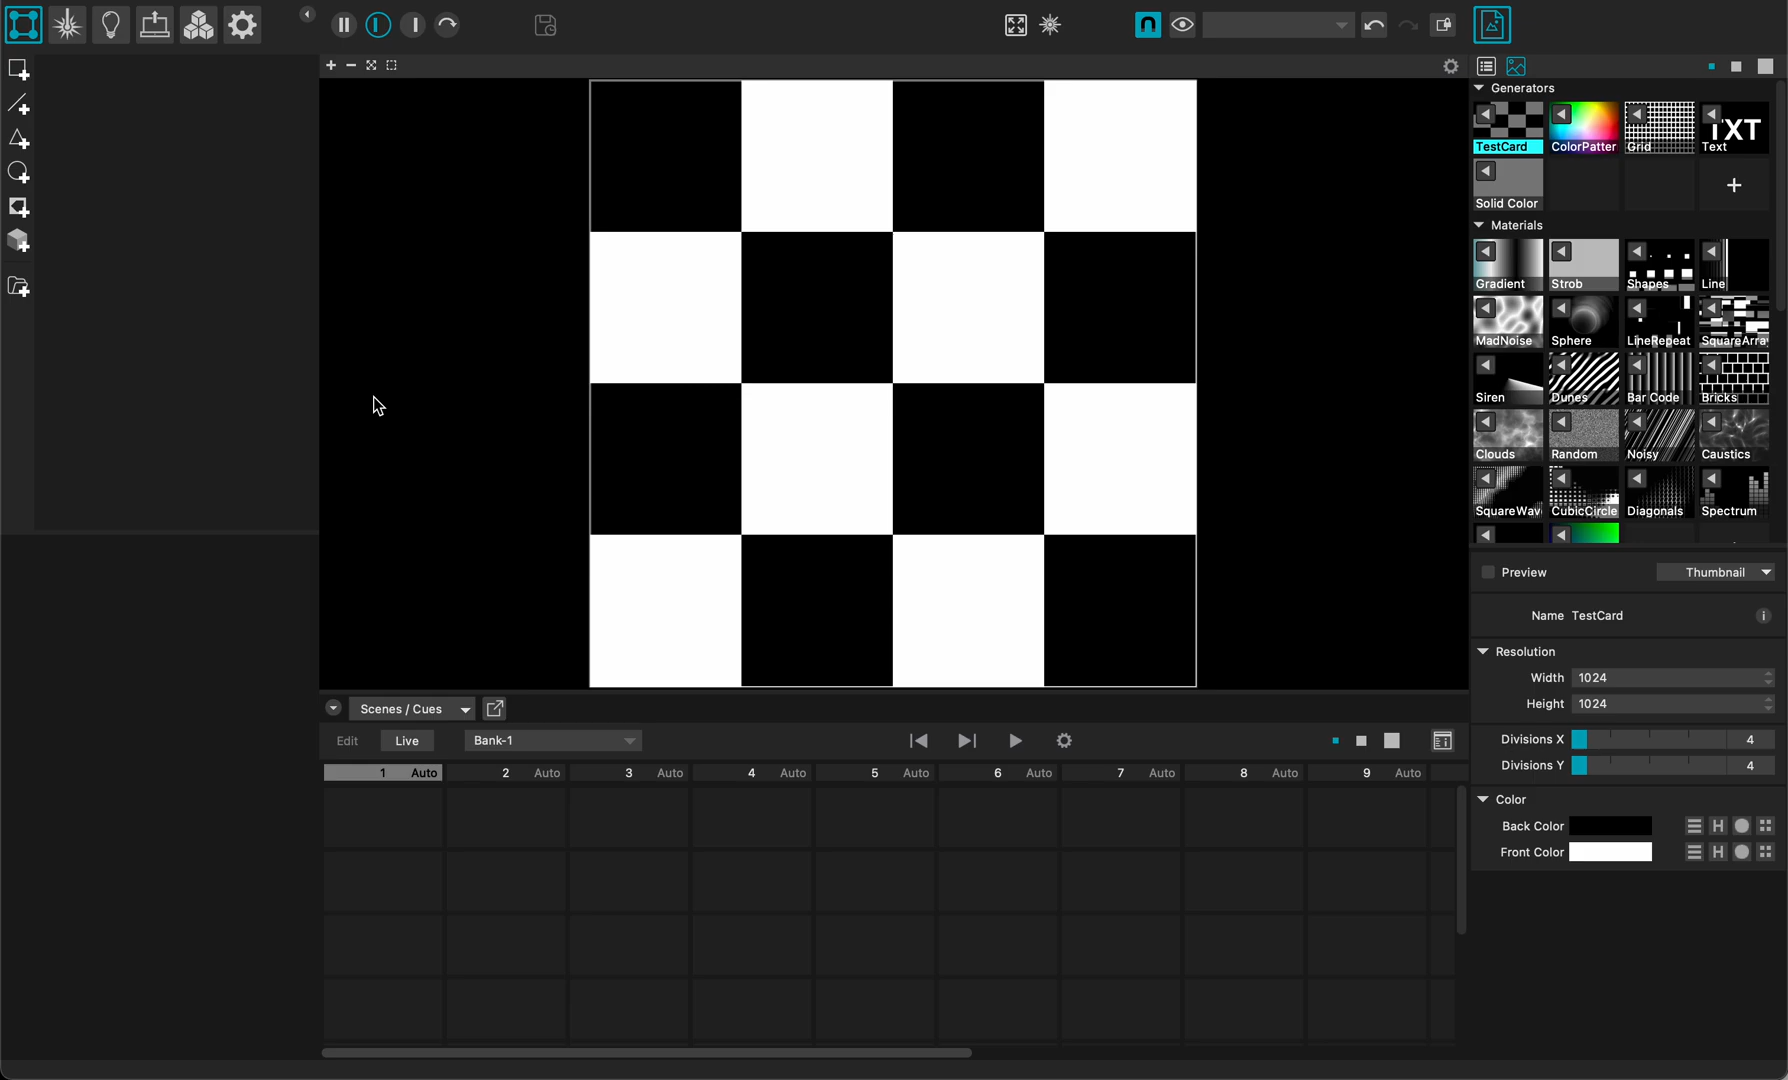 Generators
TestCard ColorPatter Grid Text
TXT
Solid Color
Materials
Gradient Strob Shapes Line
MadNoise Sphere LineRepeat SquareArra
Siren Dunes Bar Code Bricks
Clouds Random Noisy Caustics
SquareWav CubicCircle Diagonals Spectrum
Preview Thumbnail
Name TestCard
Resolution
Width 1024
Height 1024
Divisions X 4
Divisions Y 4
Color
Back Color H
Front Color H
Scenes / Cues
Edit Live Bank-1
1 Auto 2 Auto 3 Auto 4 Auto 5 Auto 6 Auto 7 Auto 8 Auto 9 Auto